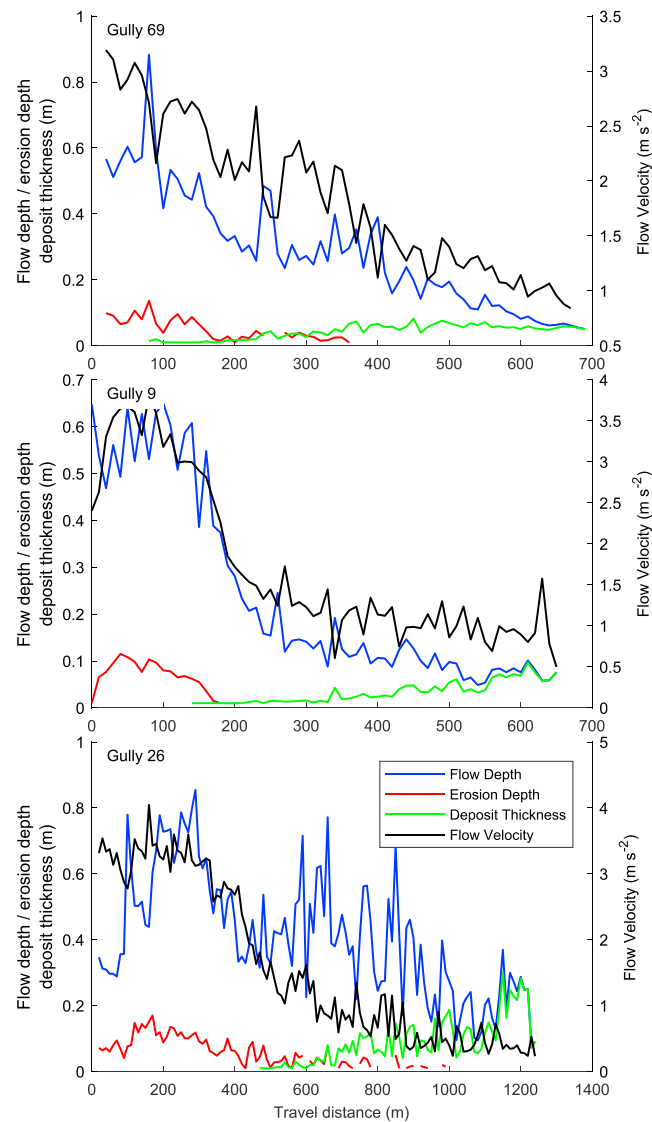 Gully 69
1
0.8
0.6
0.4
0.2
0
3.5
3
2.5
2
1.5
1
0.5
0 100 200 300 400 500 600 700
Flow depth / erosion depth
deposit thickness (m)
Flow Velocity (m s-2)
Gully 9
0.7
0.6
0.5
0.4
0.3
0.2
0.1
0
4
3.5
3
2.5
2
1.5
1
0.5
0
0 100 200 300 400 500 600 700
Flow depth / erosion depth
deposit thickness (m)
Flow Velocity (m s-2)
Gully 26
1
0.8
0.6
0.4
0.2
0
5
4
3
2
1
0
Flow Depth
Erosion Depth
Deposit Thickness
Flow Velocity
0 200 400 600 800 1000 1200 1400
Flow depth / erosion depth
deposit thickness (m)
Flow Velocity (m s-2)
Travel distance (m)